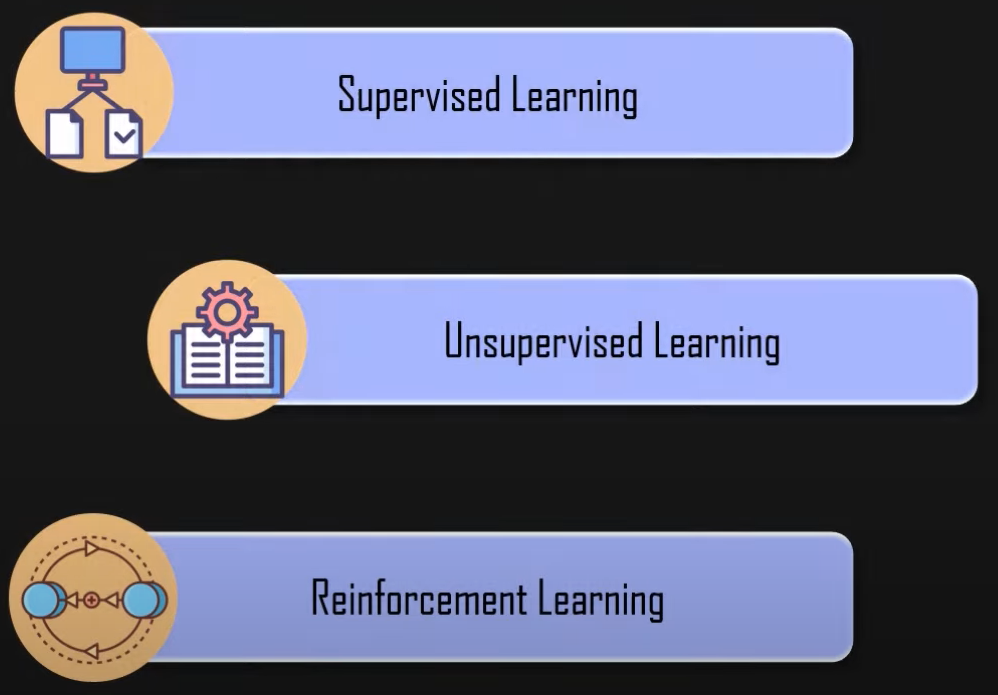 Supervised Learning
Unsupervised Learning
Reinforcement Learning